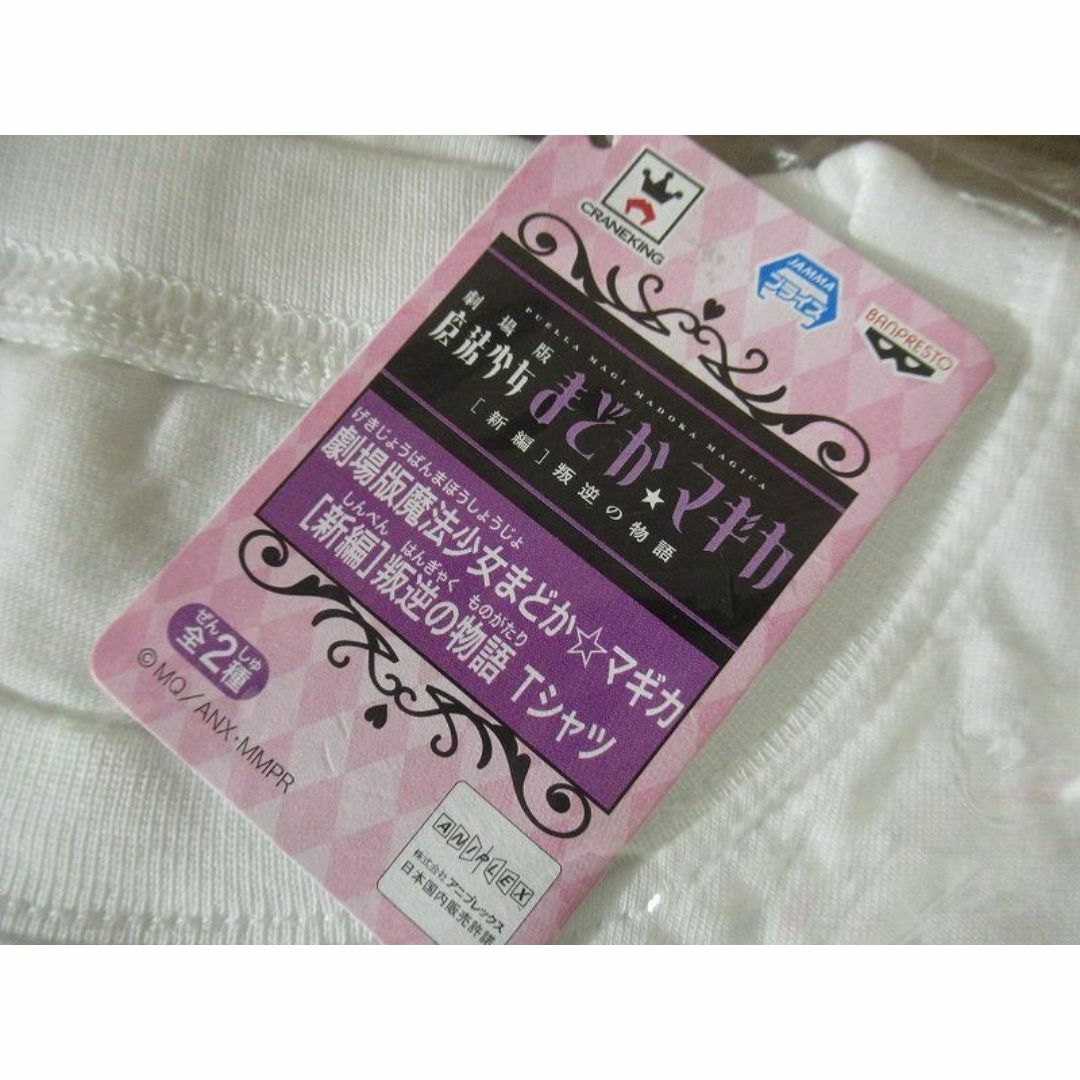 CRANEKING
JAMMA
プライズ
BANPRESTO
PUELLA MAGI MADOKA MAGICA
劇場版
魔法少女
まどか★マギカ
[新編]叛逆の物語
げきじょうばんまほうしょうじょ
劇場版魔法少女まどか☆マギカ
しんぺん はんぎゃく ものがたり
[新編]叛逆の物語 Tシャツ
ぜん しゅ
全2種
©MQ/ANX・MMPR
ANIPLEX
株式会社アニプレックス
日本国内販売許諾